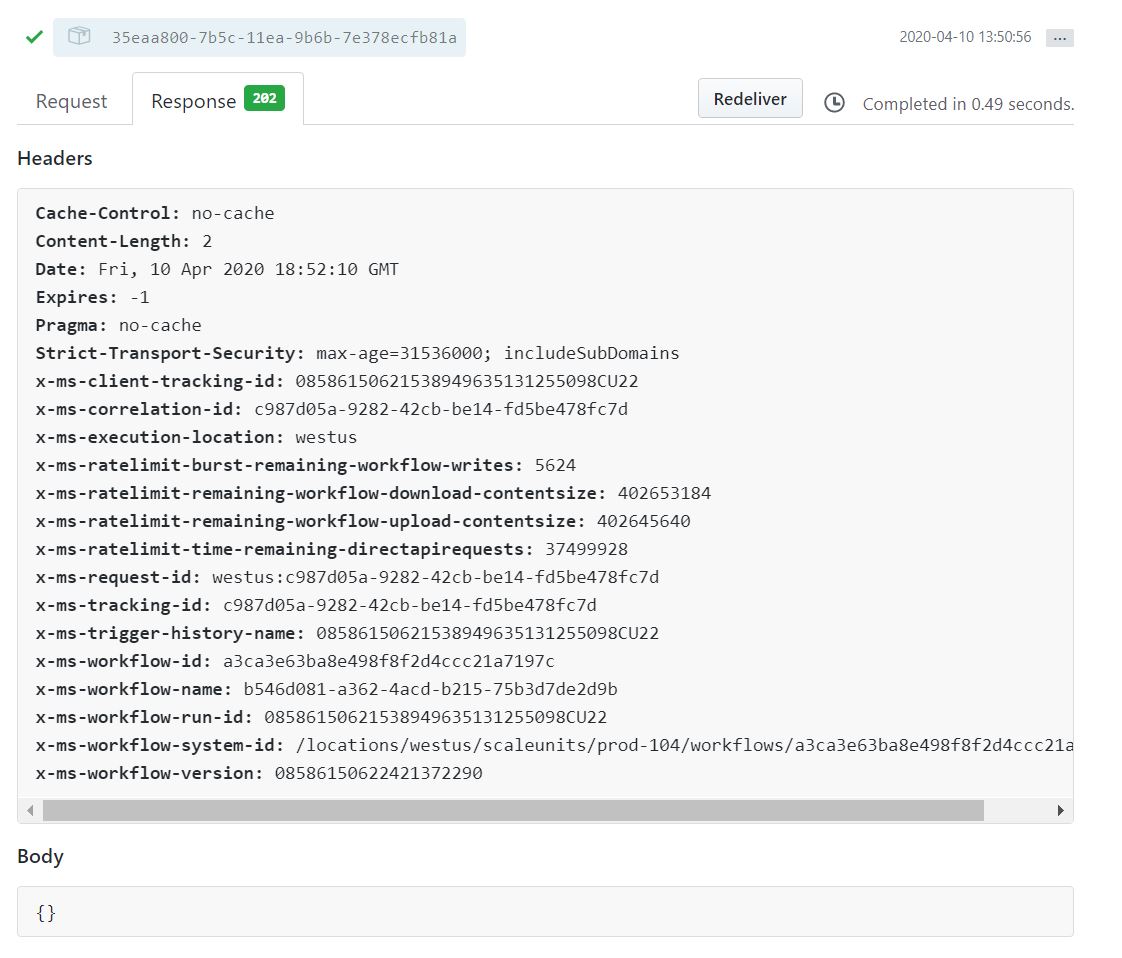 35eaa800-7b5c-11ea-9b6b-7e378ecfb81a 2020-04-10 13:50:56 ...
Request Response 202 Redeliver Completed in 0.49 seconds.
Headers
Cache-Control: no-cache
Content-Length: 2
Date: Fri, 10 Apr 2020 18:52:10 GMT
Expires: -1
Pragma: no-cache
Strict-Transport-Security: max-age=31536000; includeSubDomains
x-ms-client-tracking-id: 08586150621538949635131255098CU22
x-ms-correlation-id: c987d05a-9282-42cb-be14-fd5be478fc7d
x-ms-execution-location: westus
x-ms-ratelimit-burst-remaining-workflow-writes: 5624
x-ms-ratelimit-remaining-workflow-download-contentsize: 402653184
x-ms-ratelimit-remaining-workflow-upload-contentsize: 402645640
x-ms-ratelimit-time-remaining-directapirequests: 37499928
x-ms-request-id: westus:c987d05a-9282-42cb-be14-fd5be478fc7d
x-ms-tracking-id: c987d05a-9282-42cb-be14-fd5be478fc7d
x-ms-trigger-history-name: 08586150621538949635131255098CU22
x-ms-workflow-id: a3ca3e63ba8e498f8f2d4ccc21a7197c
x-ms-workflow-name: b546d081-a362-4acd-b215-75b3d7de2d9b
x-ms-workflow-run-id: 08586150621538949635131255098CU22
x-ms-workflow-system-id: /locations/westus/scaleunits/prod-104/workflows/a3ca3e63ba8e498f8f2d4ccc21a
x-ms-workflow-version: 08586150622421372290
Body
{}